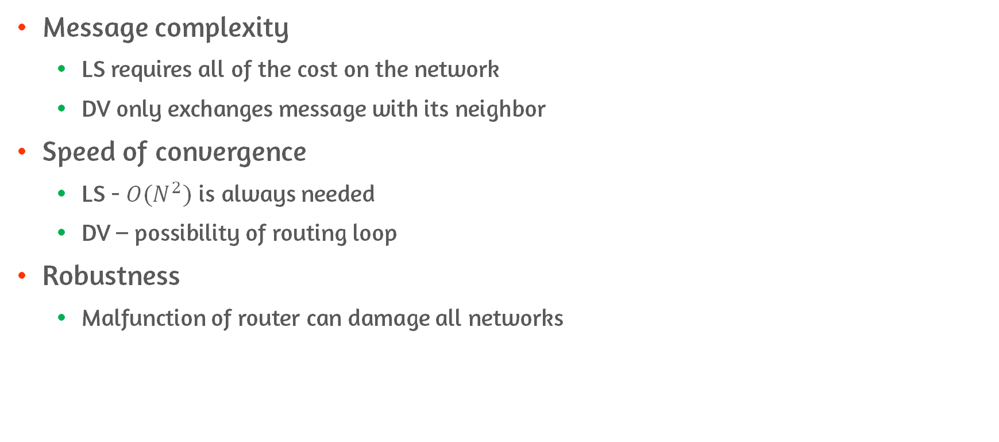 • Message complexity
• LS requires all of the cost on the network
• DV only exchanges message with its neighbor
• Speed of convergence
• LS - O(N²) is always needed
• DV – possibility of routing loop
• Robustness
• Malfunction of router can damage all networks